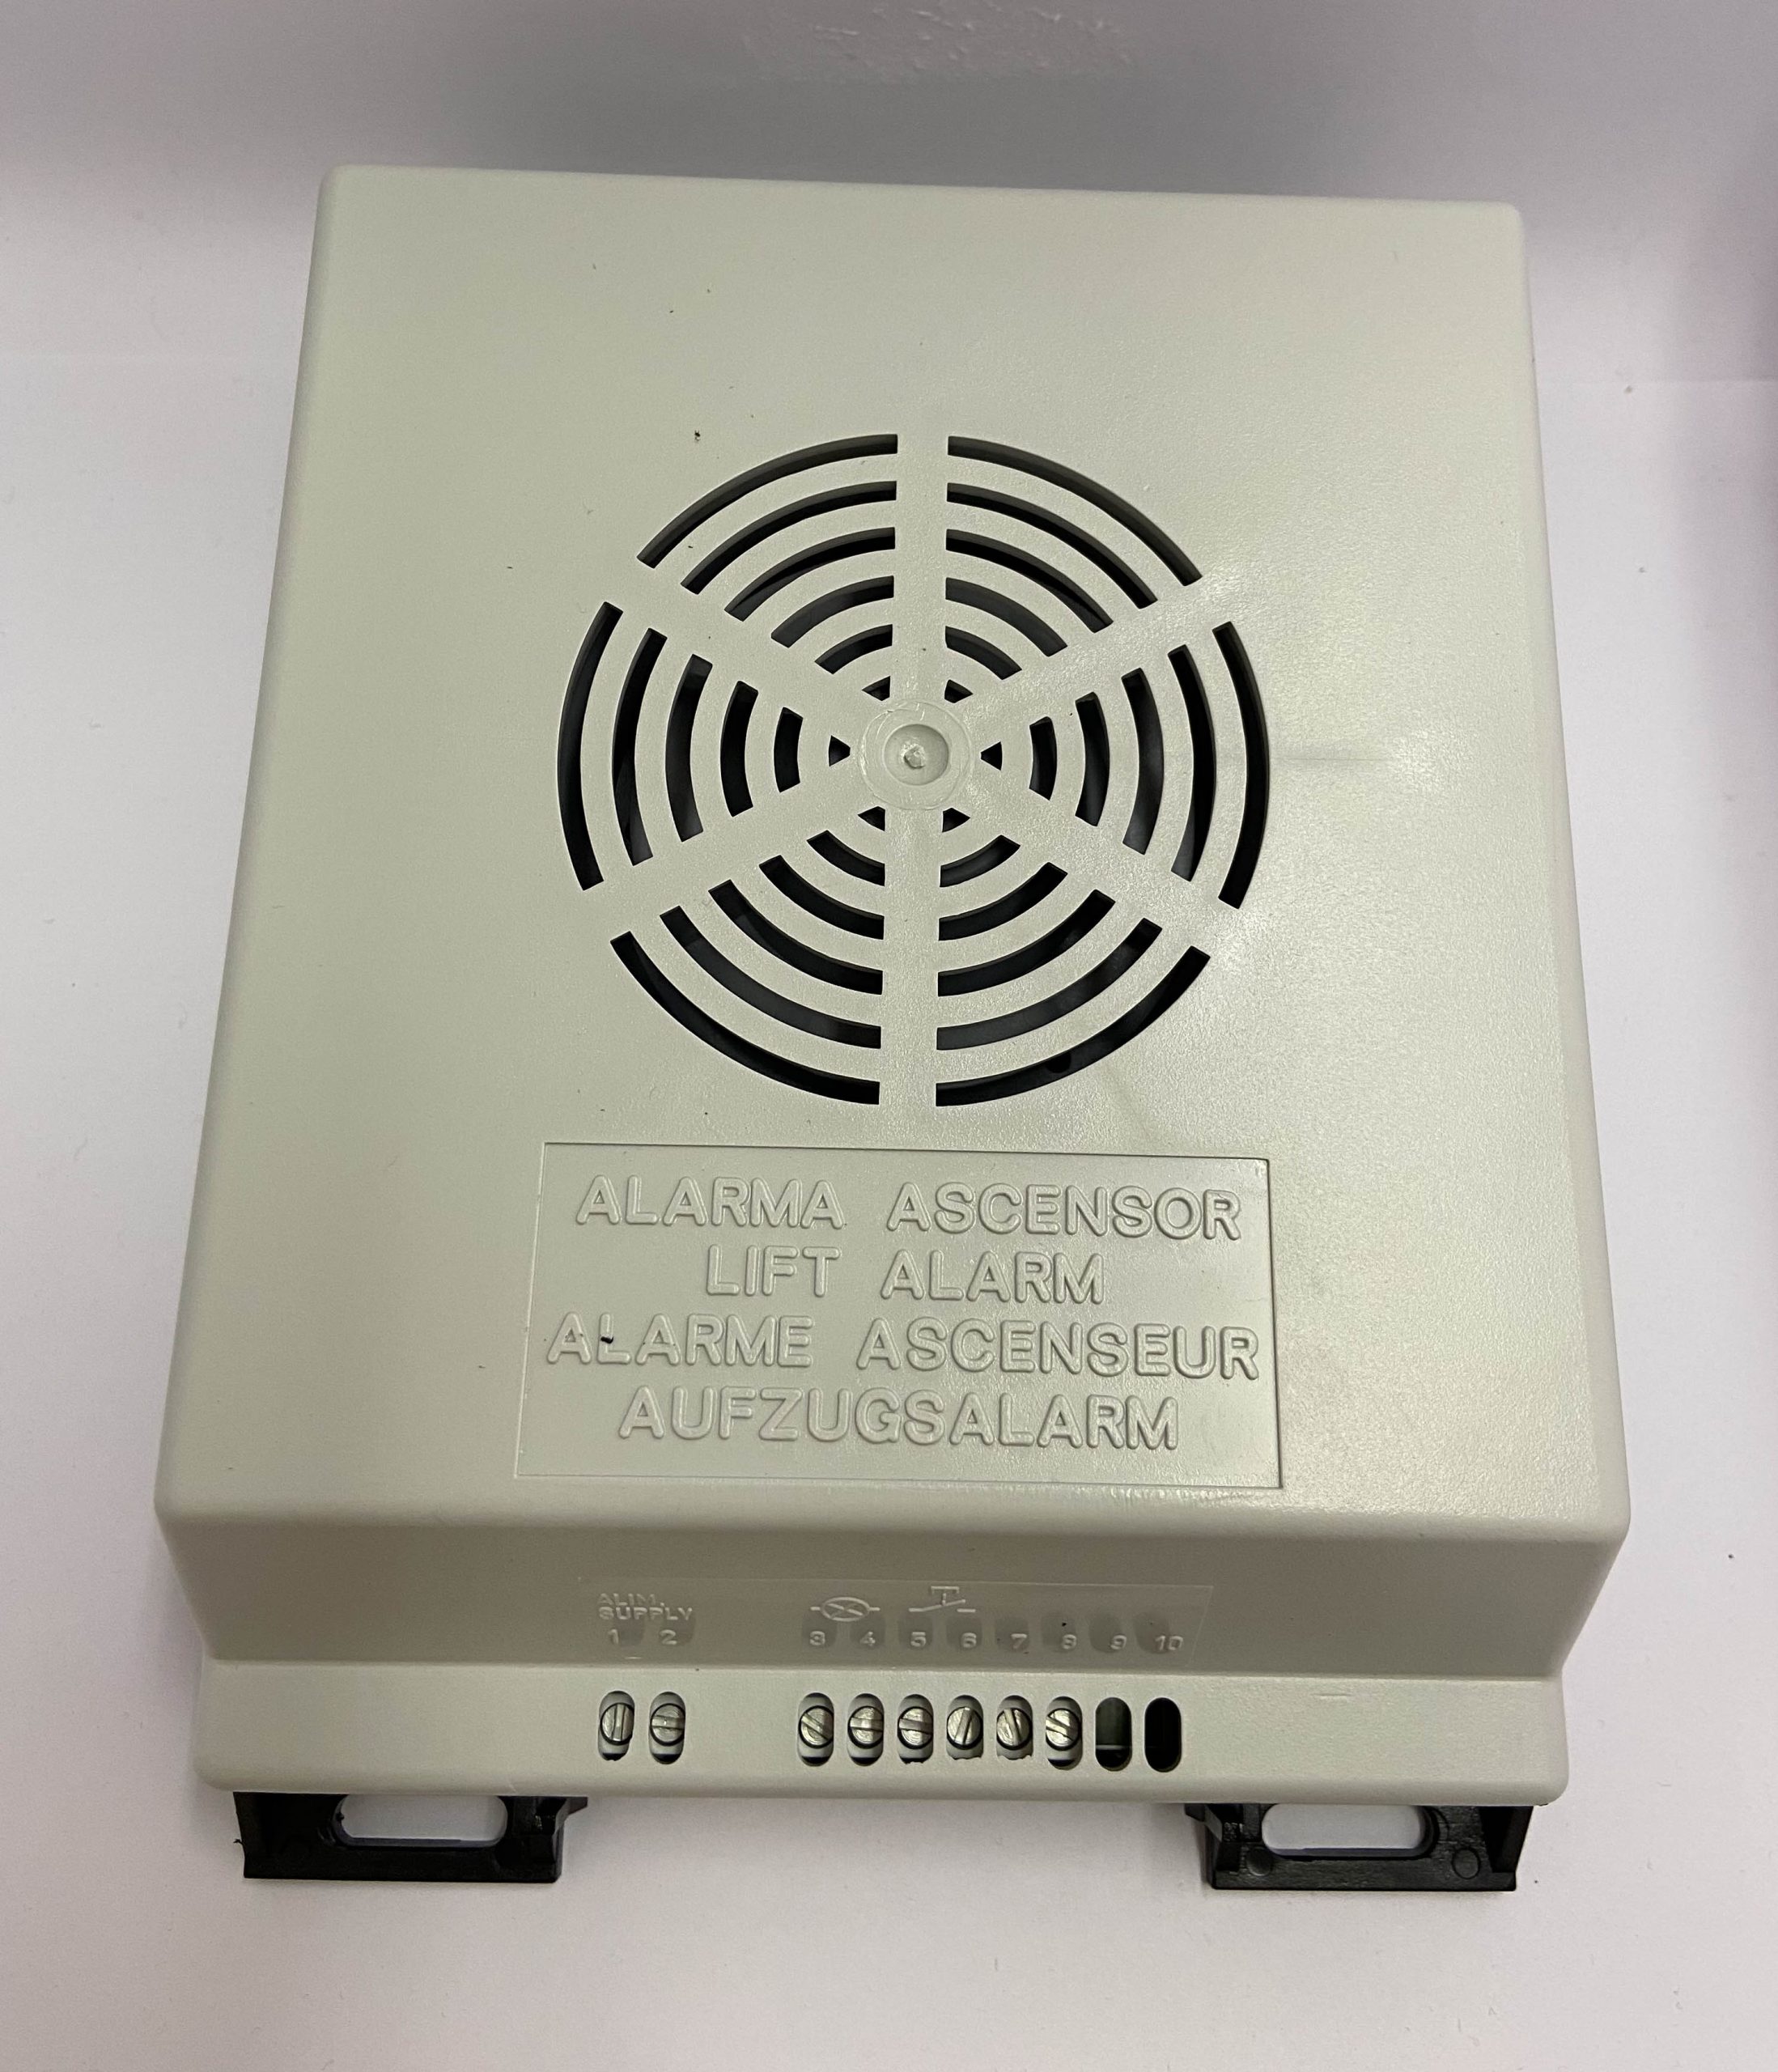 ALARMA ASCENSOR
LIFT ALARM
ALARME ASCENSEUR
AUFZUGSALARM
ALIM.
SUPPLY
1 2 3 4 5 6 7 8 9 10